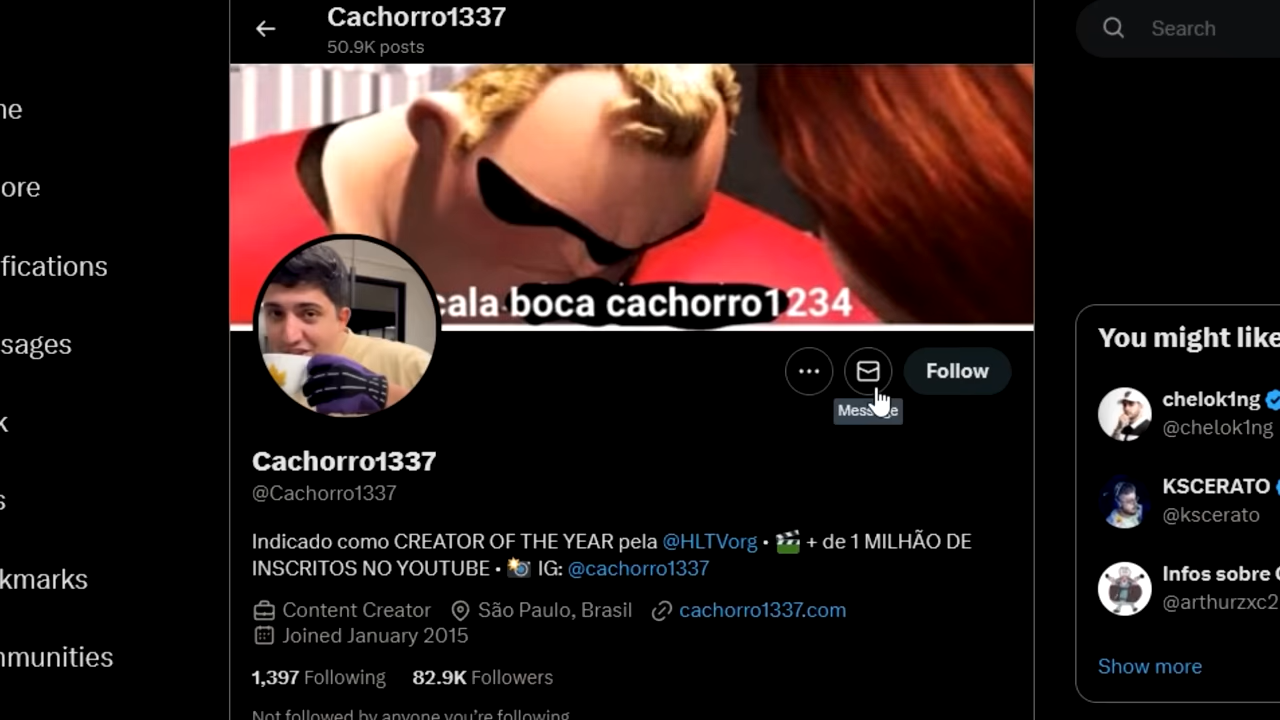 Cachorro1337
50.9K posts
Search
me
ore
fications
sages
k
s
kmarks
mmunities
cala boca cachorro1234
Follow
Message
Cachorro1337
@Cachorro1337
Indicado como CREATOR OF THE YEAR pela @HLTVorg • 🎬 + de 1 MILHÃO DE
INSCRITOS NO YOUTUBE • 📸 IG: @cachorro1337
Content Creator São Paulo, Brasil cachorro1337.com
Joined January 2015
1,397 Following 82.9K Followers
Not followed by anyone you're following
You might like
chelok1ng
@chelok1ng
KSCERATO
@kscerato
Infos sobre C
@arthurzxc2
Show more